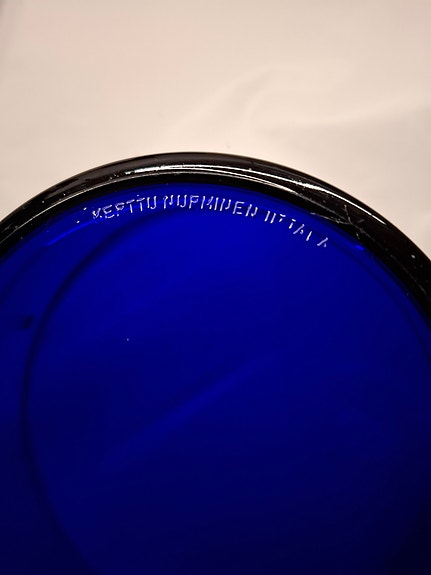 KERTTU NURMINEN IITTALA